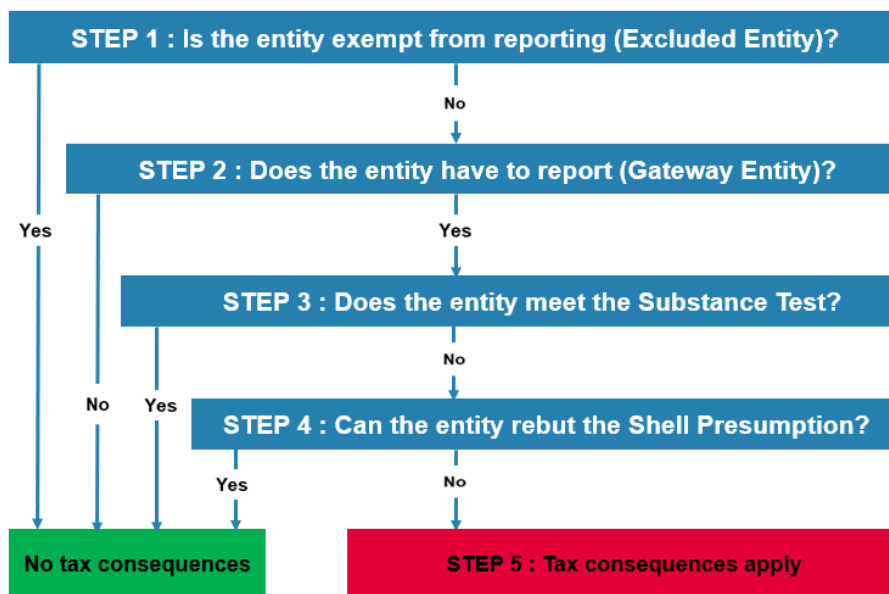 STEP 1 : Is the entity exempt from reporting (Excluded Entity)?
No
STEP 2 : Does the entity have to report (Gateway Entity)?
Yes
Yes
STEP 3 : Does the entity meet the Substance Test?
No
No
Yes
STEP 4 : Can the entity rebut the Shell Presumption?
Yes
No
No tax consequences
STEP 5 : Tax consequences apply